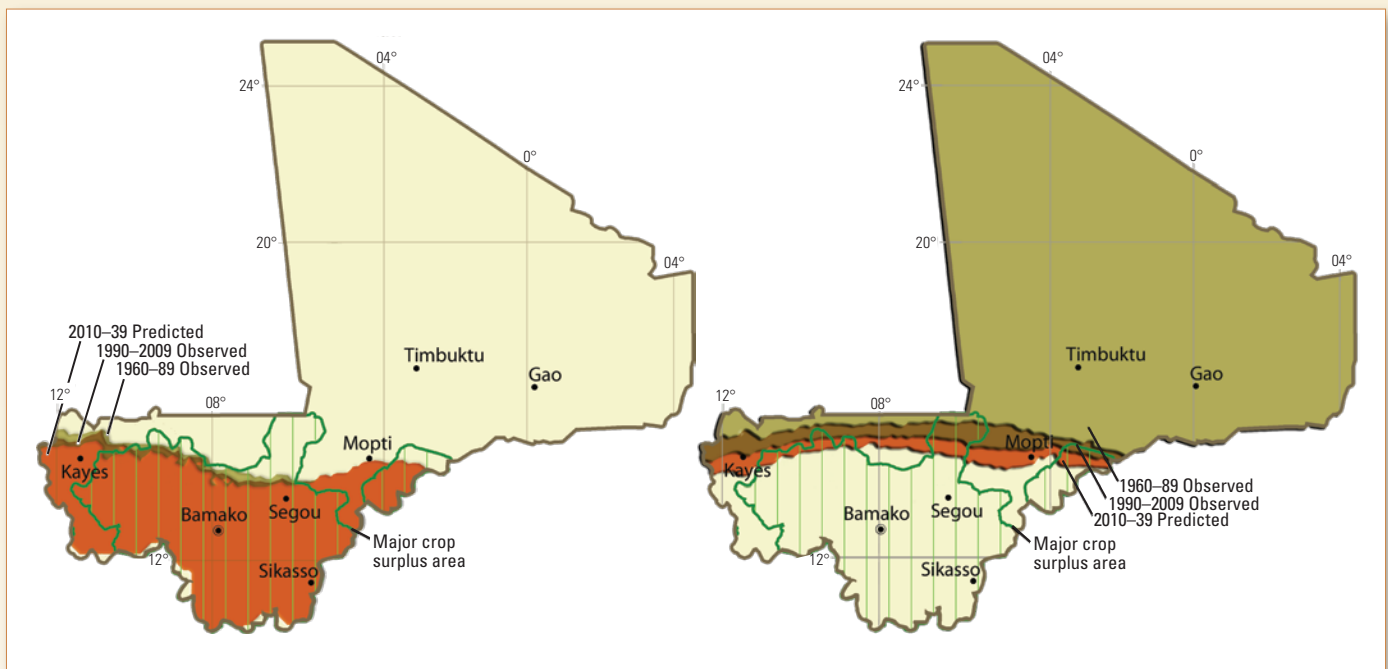 04°
24°
0°
20°
04°
2010–39 Predicted
1990–2009 Observed
1960–89 Observed
12°
08°
Timbuktu
Gao
Mopti
Kayes
Bamako
Segou
Major crop
surplus area
12°
Sikasso
04°
24°
0°
20°
04°
Timbuktu
Gao
12°
08°
Mopti
Kayes
1960–89 Observed
1990–2009 Observed
2010–39 Predicted
Bamako
Segou
Major crop
surplus area
12°
Sikasso